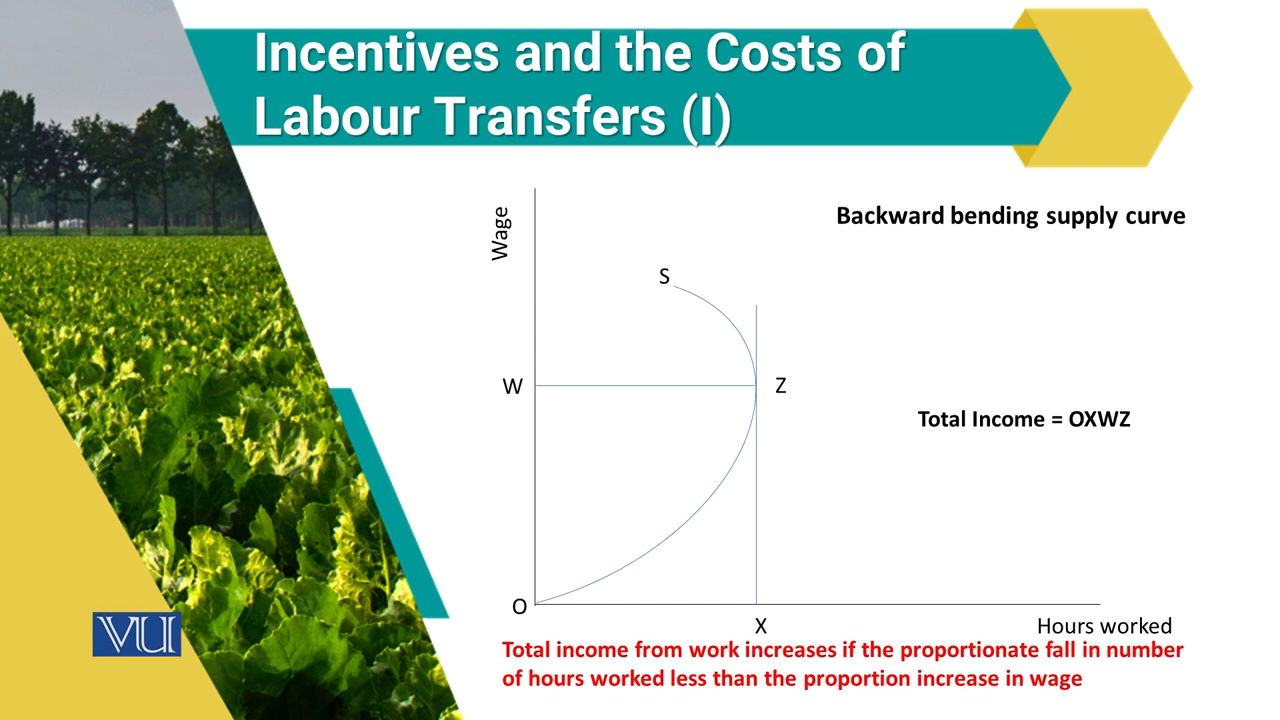 Incentives and the Costs of
Labour Transfers (I)
Wage
Backward bending supply curve
S
W
Z
Total Income = OXWZ
O
X
Hours worked
Total income from work increases if the proportionate fall in number
of hours worked less than the proportion increase in wage
VU